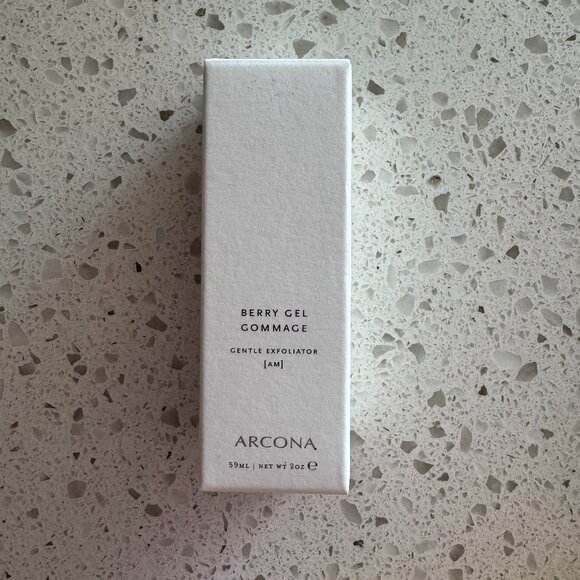 BERRY GEL
GOMMAGE
GENTLE EXFOLIATOR
[AM]
ARCONA
59ML | NET WT 2OZ ℮